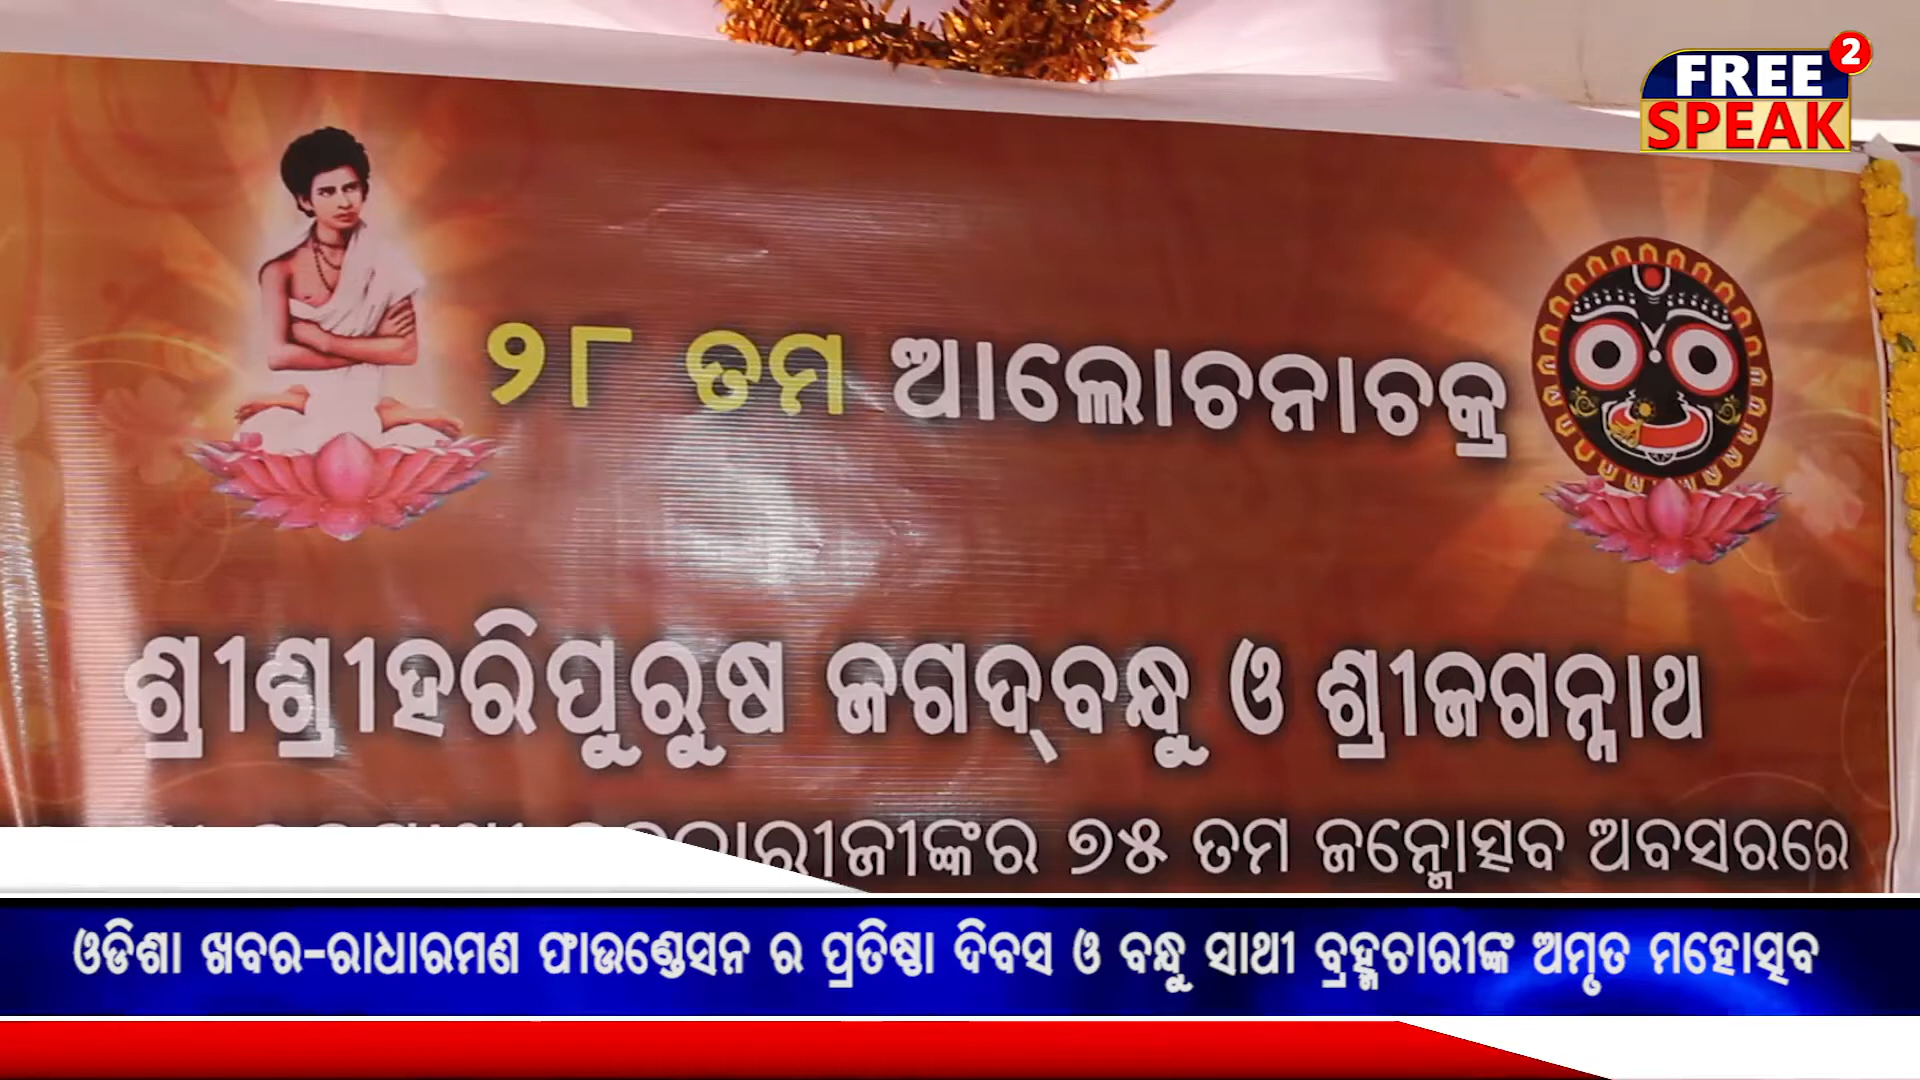 FREE 2
SPEAK
୨୮ ତମ ଆଲୋଚନାଚକ୍ର
ଶ୍ରୀଶ୍ରୀହରିପୁରୁଷ ଜଗଦ୍‌ବନ୍ଧୁ ଓ ଶ୍ରୀଜଗନ୍ନାଥ
୭୫ ତମ ଜନ୍ମୋତ୍ସବ ଅବସରରେ
ଓଡିଶା ଖବର-ରାଧାରମଣ ଫାଉଣ୍ଡେସନ ର ପ୍ରତିଷ୍ଠା ଦିବସ ଓ ବନ୍ଧୁ ସାଥୀ ବ୍ରହ୍ମଚାରୀଙ୍କ ଅମୃତ ମହୋତ୍ସବ